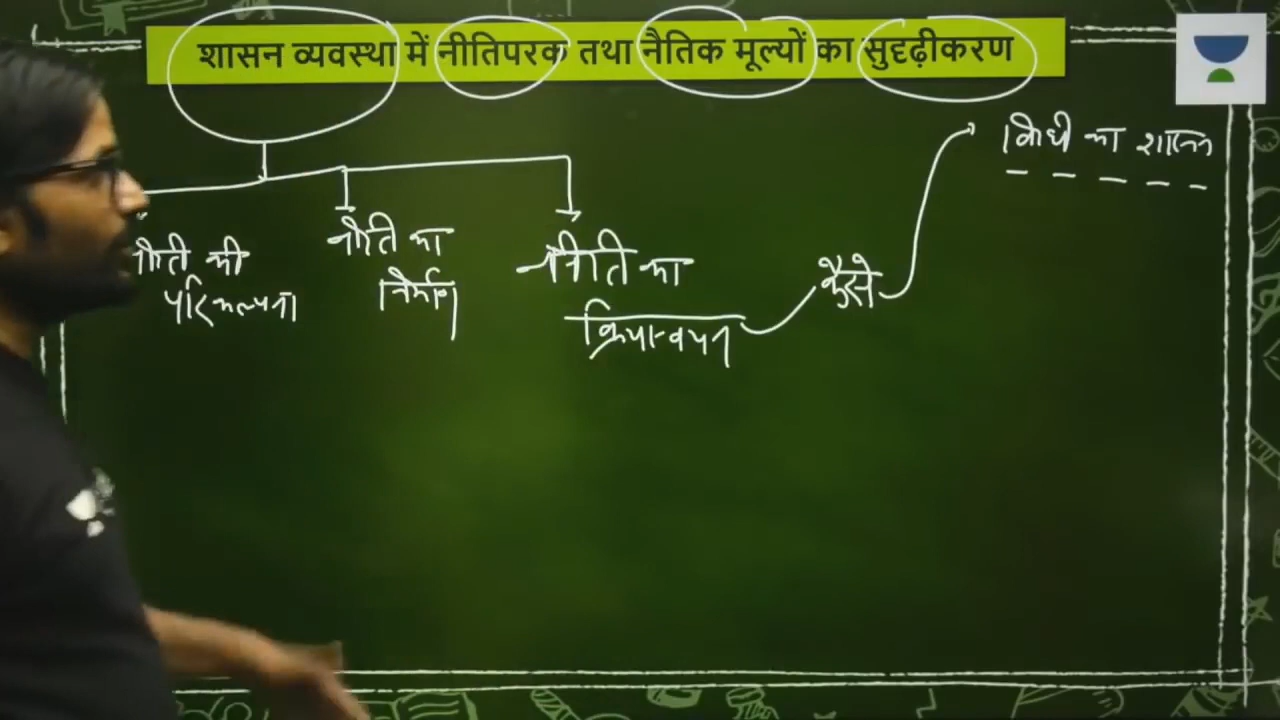 शासन व्यवस्था में नीतिपरक तथा नैतिक मूल्यों का सुदृढ़ीकरण
विधी का शासन
नीती की
परिकल्पना
नीति का
निर्माण
नीति का
क्रियान्वयन
कैसे